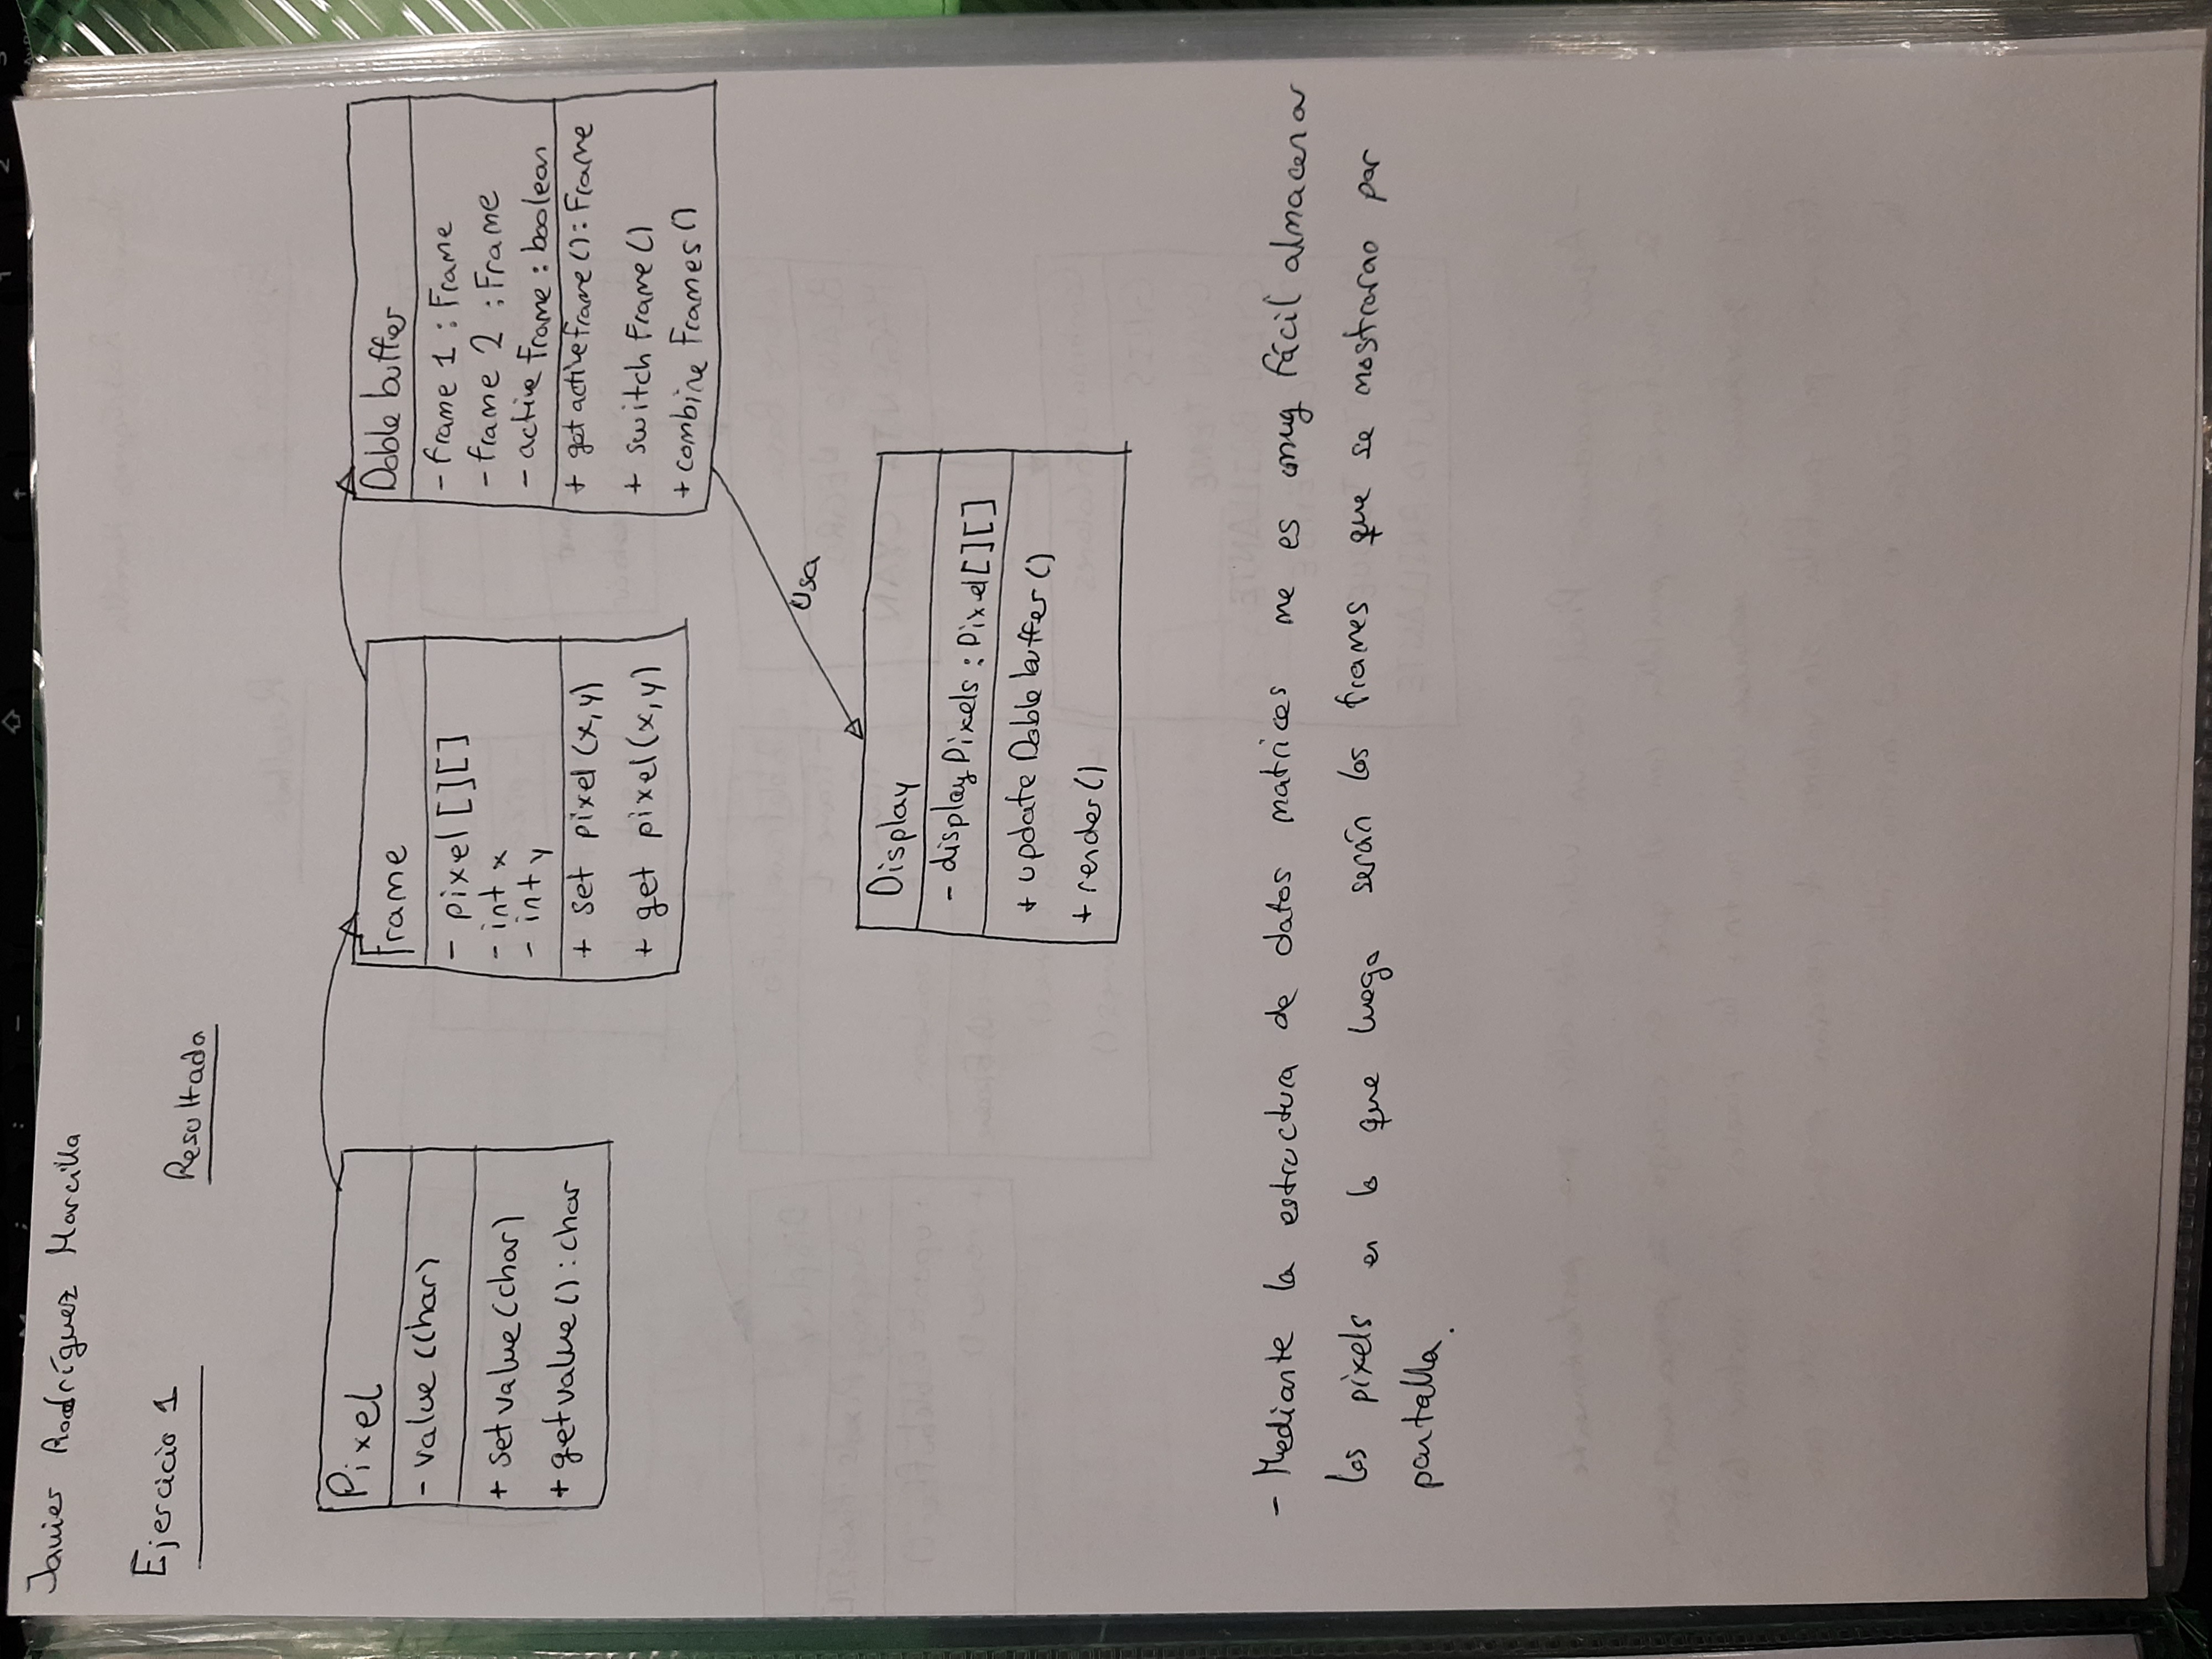 Javier Rodríguez Marcilla
Ejercicio 1
Resultado
Pixel
- value (char)
+ set value (char)
+ get value () : char
Frame
- pixel [][]
- int x
- int y
+ set pixel (x,y)
+ get pixel (x,y)
Doble buffer
- frame 1 : Frame
- frame 2 : Frame
- active frame : boolean
+ get active frame () : Frame
+ switch Frame ()
+ combine Frames ()
Usa
Display
- display Pixels : Pixel [][]
+ update Doble buffer ()
+ render ()
- Mediante la estructura de datos matrices me es muy fácil almacenar
los pixels en lo que luego serán los frames que se mostrarao por
pantalla.